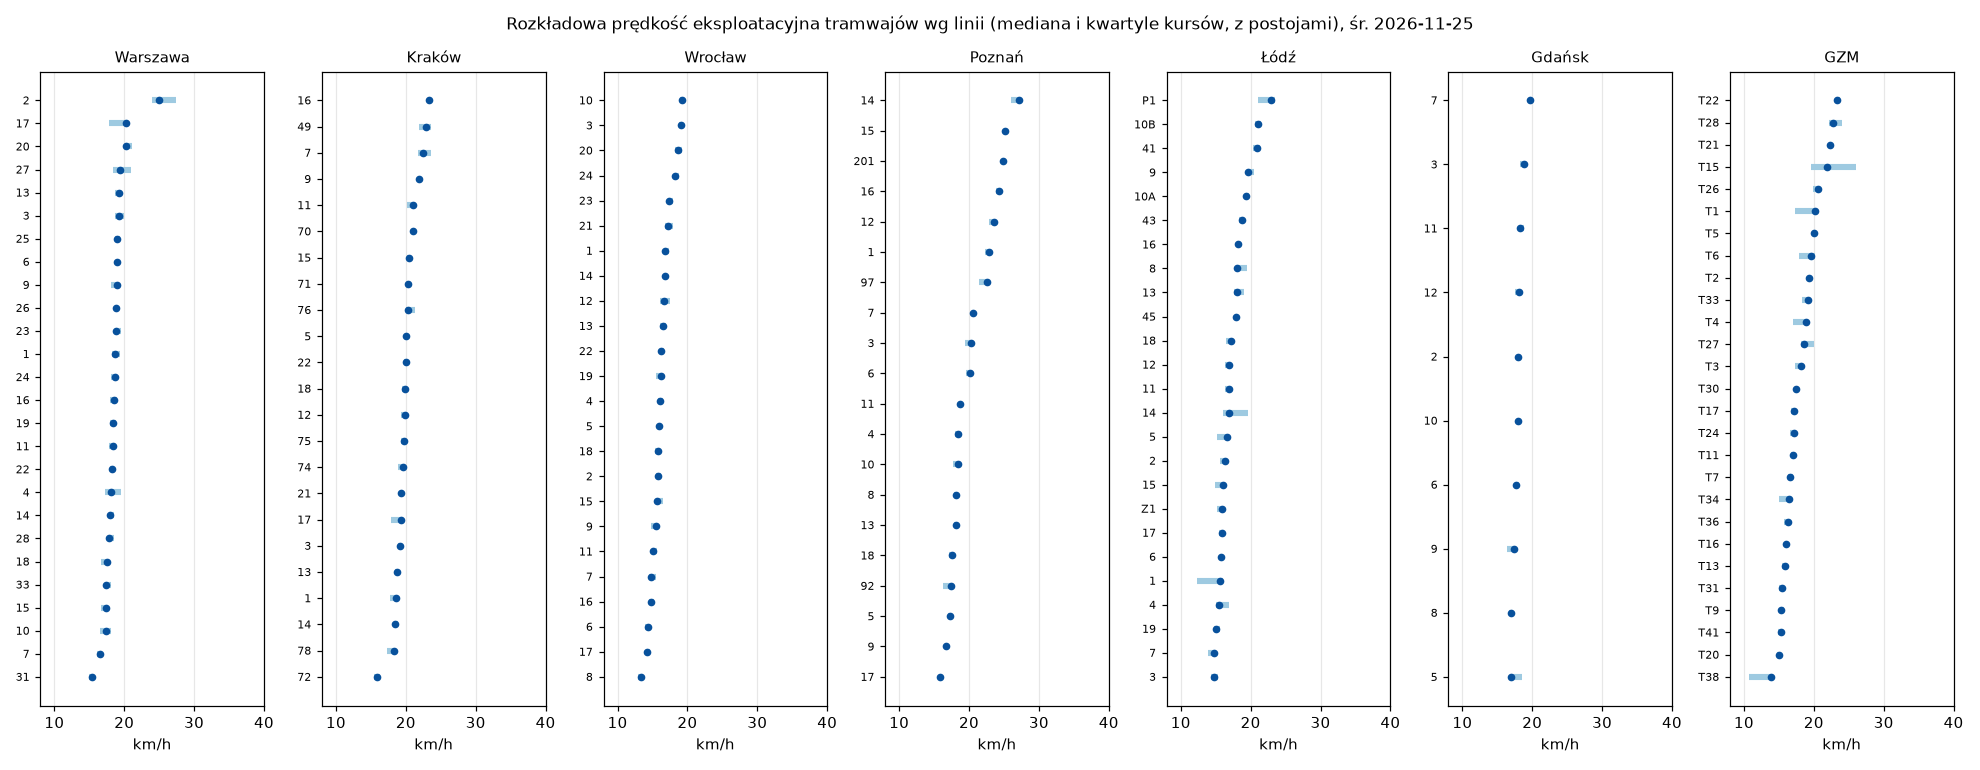 Rozkładowa prędkość eksploatacyjna tramwajów wg linii (mediana i kwartyle kursów, z postojami), śr. 2026-11-25
Warszawa
2
17
20
27
13
3
25
6
9
26
23
1
24
16
19
11
22
4
14
28
18
33
15
10
7
31
10 20 30 40
km/h
Kraków
16
49
7
9
11
70
15
71
76
5
22
18
12
75
74
21
17
3
13
1
14
78
72
10 20 30 40
km/h
Wrocław
10
3
20
24
23
21
1
14
12
13
22
19
4
5
18
2
15
9
11
7
16
6
17
8
10 20 30 40
km/h
Poznań
14
15
201
16
12
1
97
7
3
6
11
4
10
8
13
18
92
5
9
17
10 20 30 40
km/h
Łódź
P1
10B
41
9
10A
43
16
8
13
45
18
12
11
14
5
2
15
Z1
17
6
1
4
19
7
3
10 20 30 40
km/h
Gdańsk
7
3
11
12
2
10
6
9
8
5
10 20 30 40
km/h
GZM
T22
T28
T21
T15
T26
T1
T5
T6
T2
T33
T4
T27
T3
T30
T17
T24
T11
T7
T34
T36
T16
T13
T31
T9
T41
T20
T38
10 20 30 40
km/h